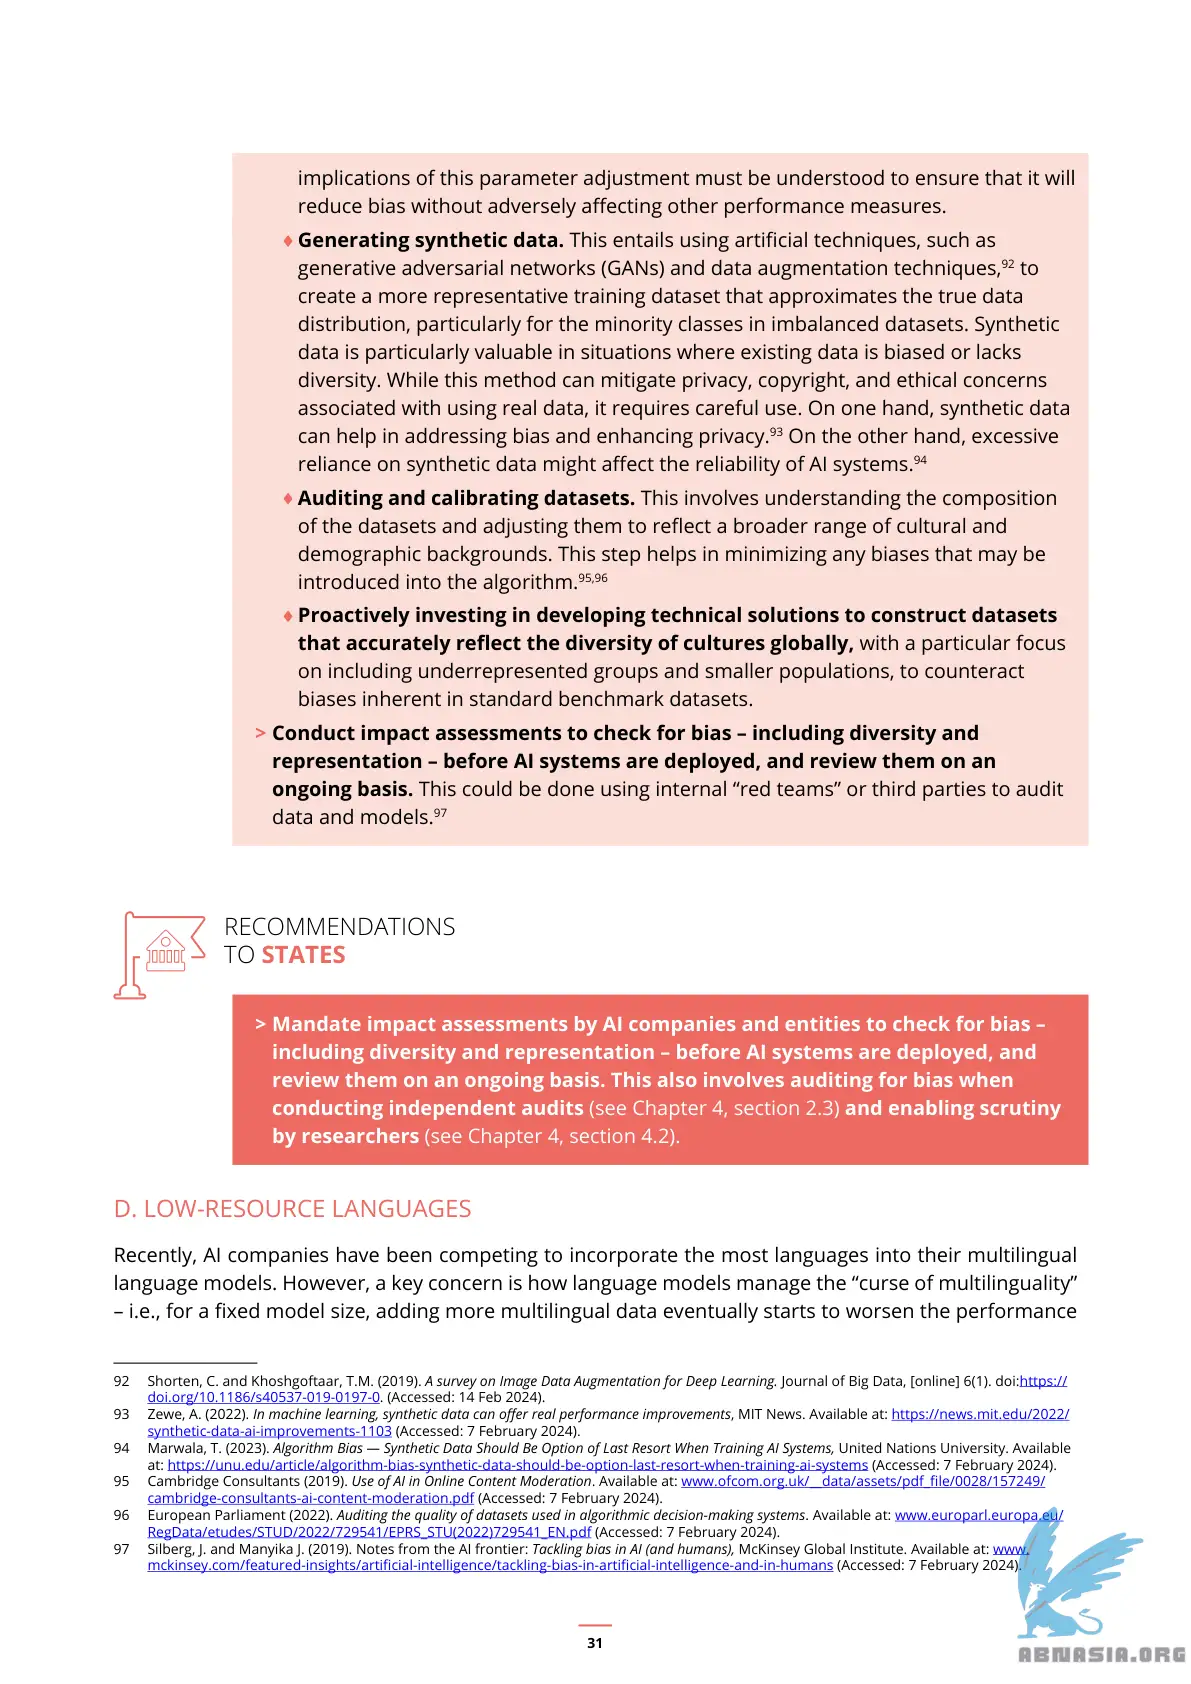 implications of this parameter adjustment must be understood to ensure that it will
reduce bias without adversely affecting other performance measures.
♦ Generating synthetic data. This entails using artificial techniques, such as
generative adversarial networks (GANs) and data augmentation techniques,92 to
create a more representative training dataset that approximates the true data
distribution, particularly for the minority classes in imbalanced datasets. Synthetic
data is particularly valuable in situations where existing data is biased or lacks
diversity. While this method can mitigate privacy, copyright, and ethical concerns
associated with using real data, it requires careful use. On one hand, synthetic data
can help in addressing bias and enhancing privacy.93 On the other hand, excessive
reliance on synthetic data might affect the reliability of AI systems.94
♦ Auditing and calibrating datasets. This involves understanding the composition
of the datasets and adjusting them to reflect a broader range of cultural and
demographic backgrounds. This step helps in minimizing any biases that may be
introduced into the algorithm.95,96
♦ Proactively investing in developing technical solutions to construct datasets
that accurately reflect the diversity of cultures globally, with a particular focus
on including underrepresented groups and smaller populations, to counteract
biases inherent in standard benchmark datasets.
> Conduct impact assessments to check for bias – including diversity and
representation – before AI systems are deployed, and review them on an
ongoing basis. This could be done using internal “red teams” or third parties to audit
data and models.97
RECOMMENDATIONS
TO STATES
> Mandate impact assessments by AI companies and entities to check for bias –
including diversity and representation – before AI systems are deployed, and
review them on an ongoing basis. This also involves auditing for bias when
conducting independent audits (see Chapter 4, section 2.3) and enabling scrutiny
by researchers (see Chapter 4, section 4.2).
D. LOW-RESOURCE LANGUAGES
Recently, AI companies have been competing to incorporate the most languages into their multilingual
language models. However, a key concern is how language models manage the “curse of multilinguality”
– i.e., for a fixed model size, adding more multilingual data eventually starts to worsen the performance
92 Shorten, C. and Khoshgoftaar, T.M. (2019). A survey on Image Data Augmentation for Deep Learning. Journal of Big Data, [online] 6(1). doi:https://
doi.org/10.1186/s40537-019-0197-0. (Accessed: 14 Feb 2024).
93 Zewe, A. (2022). In machine learning, synthetic data can offer real performance improvements, MIT News. Available at: https://news.mit.edu/2022/
synthetic-data-ai-improvements-1103 (Accessed: 7 February 2024).
94 Marwala, T. (2023). Algorithm Bias — Synthetic Data Should Be Option of Last Resort When Training AI Systems, United Nations University. Available
at: https://unu.edu/article/algorithm-bias-synthetic-data-should-be-option-last-resort-when-training-ai-systems (Accessed: 7 February 2024).
95 Cambridge Consultants (2019). Use of AI in Online Content Moderation. Available at: www.ofcom.org.uk/__data/assets/pdf_file/0028/157249/
cambridge-consultants-ai-content-moderation.pdf (Accessed: 7 February 2024).
96 European Parliament (2022). Auditing the quality of datasets used in algorithmic decision-making systems. Available at: www.europarl.europa.eu/
RegData/etudes/STUD/2022/729541/EPRS_STU(2022)729541_EN.pdf (Accessed: 7 February 2024).
97 Silberg, J. and Manyika J. (2019). Notes from the AI frontier: Tackling bias in AI (and humans), McKinsey Global Institute. Available at: www.
mckinsey.com/featured-insights/artificial-intelligence/tackling-bias-in-artificial-intelligence-and-in-humans (Accessed: 7 February 2024).
31
ABNASIA.ORG